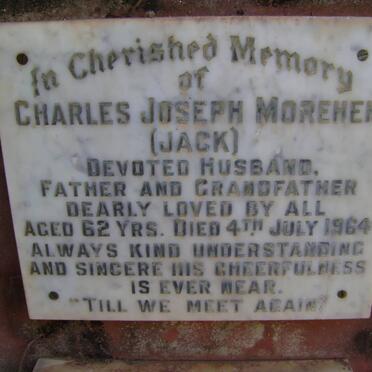 In Cherished Memory
of
CHARLES JOSEPH MOREHEN
(JACK)
DEVOTED HUSBAND,
FATHER AND GRANDFATHER
DEARLY LOVED BY ALL
AGED 62 YRS. DIED 4TH JULY 1964
ALWAYS KIND UNDERSTANDING
AND SINCERE HIS CHEERFULNESS
IS EVER NEAR.
"TILL WE MEET AGAIN"